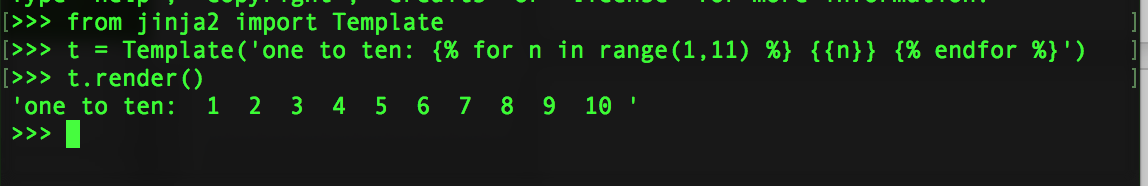 [>>> from jinja2 import Template ]
[>>> t = Template('one to ten: {% for n in range(1,11) %} {{n}} {% endfor %}') ]
[>>> t.render() ]
'one to ten:  1  2  3  4  5  6  7  8  9  10 '
>>>